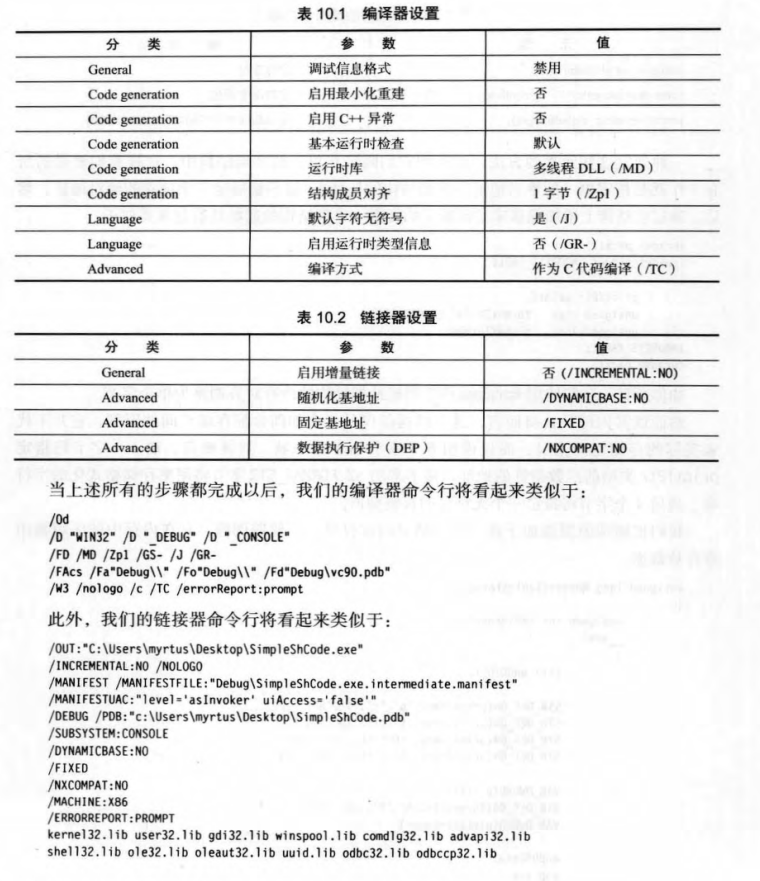 表 10.1 编译器设置
分 类 参 数 值
General 调试信息格式 禁用
Code generation 启用最小化重建 否
Code generation 启用 C++ 异常 否
Code generation 基本运行时检查 默认
Code generation 运行时库 多线程 DLL（/MD）
Code generation 结构成员对齐 1 字节（/Zp1）
Language 默认字符无符号 是（/J）
Language 启用运行时类型信息 否（/GR-）
Advanced 编译方式 作为 C 代码编译（/TC）
表 10.2 链接器设置
分 类 参 数 值
General 启用增量链接 否 (/INCREMENTAL:NO)
Advanced 随机化基地址 /DYNAMICBASE:NO
Advanced 固定基地址 /FIXED
Advanced 数据执行保护（DEP） /NXCOMPAT:NO
当上述所有的步骤都完成以后，我们的编译器命令行将看起来类似于：
/Od
/D "WIN32" /D "_DEBUG" /D "_CONSOLE"
/FD /MD /Zp1 /GS- /J /GR-
/FAcs /Fa"Debug\\" /Fo"Debug\\" /Fd"Debug\vc90.pdb"
/W3 /nologo /c /TC /errorReport:prompt
此外，我们的链接器命令行将看起来类似于：
/OUT:"C:\Users\myrtus\Desktop\SimpleShCode.exe"
/INCREMENTAL:NO /NOLOGO
/MANIFEST /MANIFESTFILE:"Debug\SimpleShCode.exe.intermediate.manifest"
/MANIFESTUAC:"level='asInvoker' uiAccess='false'"
/DEBUG /PDB:"c:\Users\myrtus\Desktop\SimpleShCode.pdb"
/SUBSYSTEM:CONSOLE
/DYNAMICBASE:NO
/FIXED
/NXCOMPAT:NO
/MACHINE:X86
/ERRORREPORT:PROMPT
kernel32.lib user32.lib gdi32.lib winspool.lib comdlg32.lib advapi32.lib
shell32.lib ole32.lib oleaut32.lib uuid.lib odbc32.lib odbccp32.lib